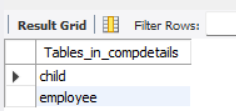 Result Grid Filter Rows:
Tables_in_compdetails
child
employee